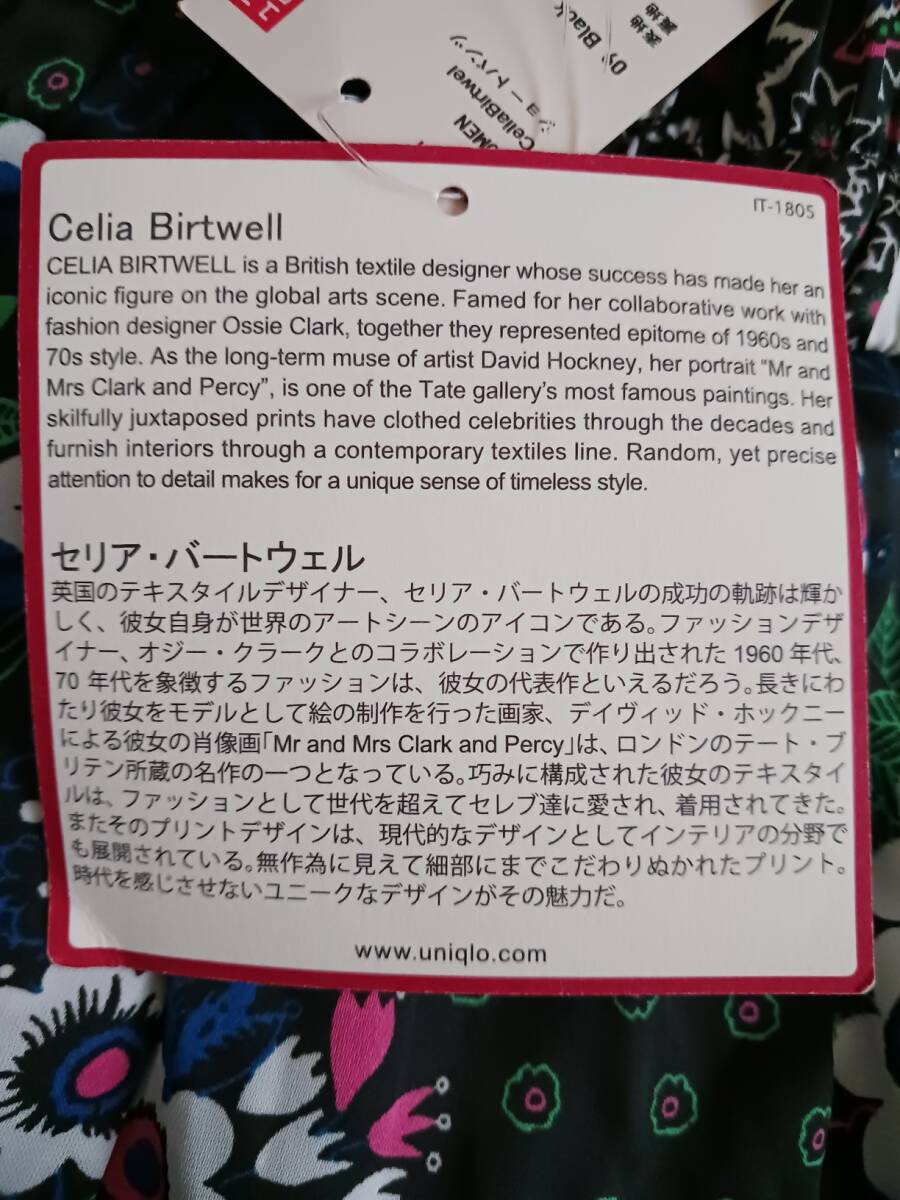 09 Black
表地
裏地
CeliaBirtwel
ショートパンツ
IT-1805
Celia Birtwell
CELIA BIRTWELL is a British textile designer whose success has made her an
iconic figure on the global arts scene. Famed for her collaborative work with
fashion designer Ossie Clark, together they represented epitome of 1960s and
70s style. As the long-term muse of artist David Hockney, her portrait “Mr and
Mrs Clark and Percy”, is one of the Tate gallery’s most famous paintings. Her
skilfully juxtaposed prints have clothed celebrities through the decades and
furnish interiors through a contemporary textiles line. Random, yet precise
attention to detail makes for a unique sense of timeless style.
セリア・バートウェル
英国のテキスタイルデザイナー、セリア・バートウェルの成功の軌跡は輝か
しく、彼女自身が世界のアートシーンのアイコンである。ファッションデザ
イナー、オジー・クラークとのコラボレーションで作り出された 1960 年代、
70 年代を象徴するファッションは、彼女の代表作といえるだろう。長きにわ
たり彼女をモデルとして絵の制作を行った画家、デイヴィッド・ホックニー
による彼女の肖像画「Mr and Mrs Clark and Percy」は、ロンドンのテート・ブ
リテン所蔵の名作の一つとなっている。巧みに構成された彼女のテキスタイ
ルは、ファッションとして世代を超えてセレブ達に愛され、着用されてきた。
またそのプリントデザインは、現代的なデザインとしてインテリアの分野で
も展開されている。無作為に見えて細部にまでこだわりぬかれたプリント。
時代を感じさせないユニークなデザインがその魅力だ。
www.uniqlo.com